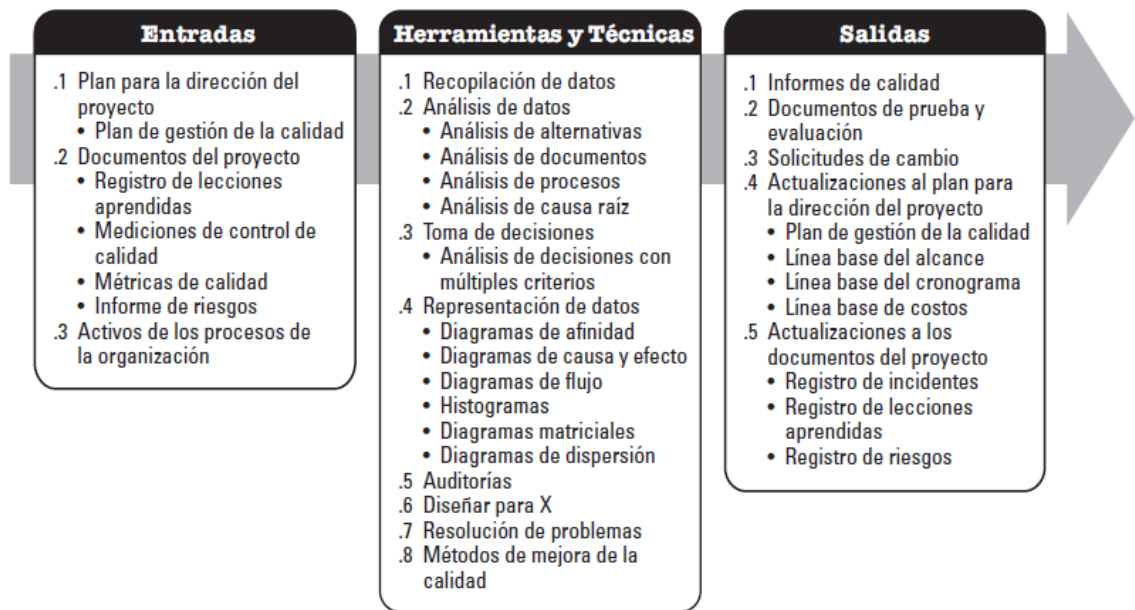 Entradas
.1 Plan para la dirección del
proyecto
• Plan de gestión de la calidad
.2 Documentos del proyecto
• Registro de lecciones
aprendidas
• Mediciones de control de
calidad
• Métricas de calidad
• Informe de riesgos
.3 Activos de los procesos de
la organización
Herramientas y Técnicas
.1 Recopilación de datos
.2 Análisis de datos
• Análisis de alternativas
• Análisis de documentos
• Análisis de procesos
• Análisis de causa raíz
.3 Toma de decisiones
• Análisis de decisiones con
múltiples criterios
.4 Representación de datos
• Diagramas de afinidad
• Diagramas de causa y efecto
• Diagramas de flujo
• Histogramas
• Diagramas matriciales
• Diagramas de dispersión
.5 Auditorías
.6 Diseñar para X
.7 Resolución de problemas
.8 Métodos de mejora de la
calidad
Salidas
.1 Informes de calidad
.2 Documentos de prueba y
evaluación
.3 Solicitudes de cambio
.4 Actualizaciones al plan para
la dirección del proyecto
• Plan de gestión de la calidad
• Línea base del alcance
• Línea base del cronograma
• Línea base de costos
.5 Actualizaciones a los
documentos del proyecto
• Registro de incidentes
• Registro de lecciones
aprendidas
• Registro de riesgos